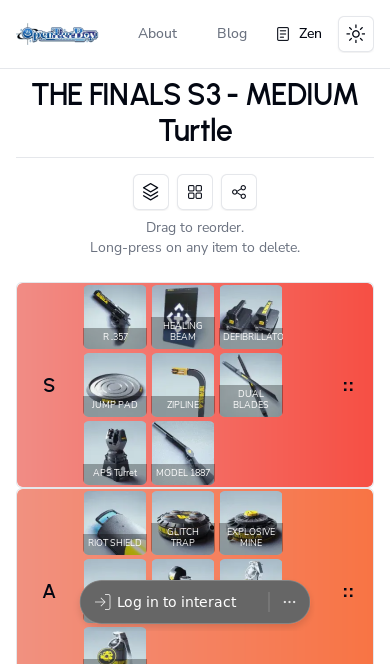 About
Blog
Zen
THE FINALS S3 - MEDIUM
Turtle
Drag to reorder.
Long-press on any item to delete.
S
R .357
HEALING
BEAM
DEFIBRILLATO
::
JUMP PAD
ZIPLINE
DUAL
BLADES
APS Turret
MODEL 1887
A
RIOT SHIELD
GLITCH
TRAP
EXPLOSIVE
MINE
::
Log in to interact